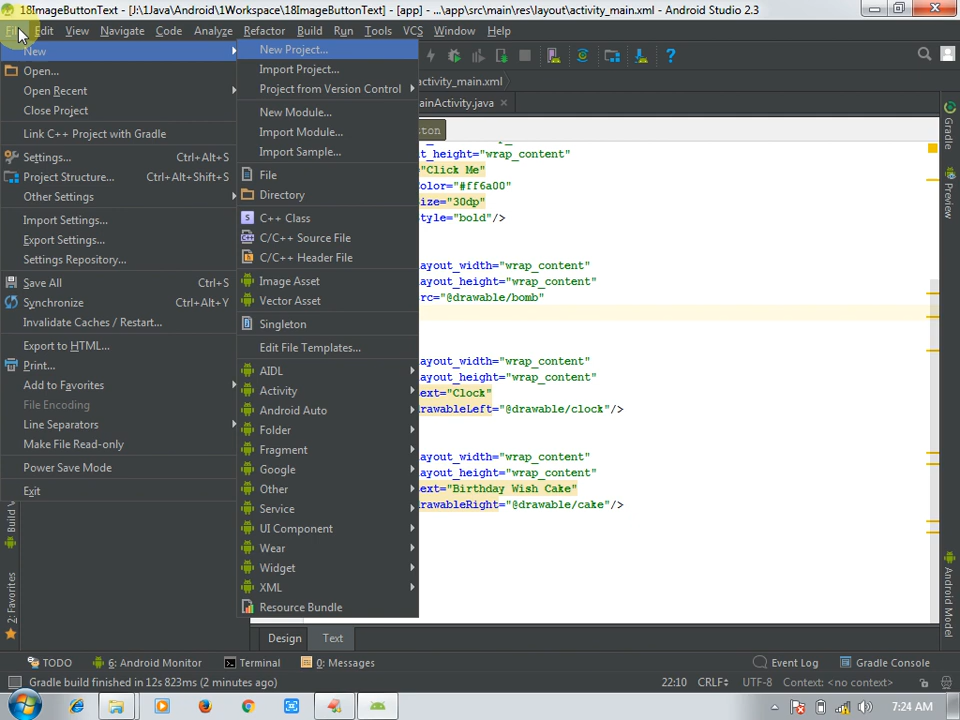 18ImageButtonText - [J:\1Java\Android\1Workspace\18ImageButtonText] - [app] - ...\app\src\main\res\layout\activity_main.xml - Android Studio 2.3
Edit View Navigate Code Analyze Refactor Build Run Tools VCS Window Help
New
Open...
Open Recent
Close Project
Link C++ Project with Gradle
Settings... Ctrl+Alt+S
Project Structure... Ctrl+Alt+Shift+S
Other Settings
Import Settings...
Export Settings...
Settings Repository...
Save All Ctrl+S
Synchronize Ctrl+Alt+Y
Invalidate Caches / Restart...
Export to HTML...
Print...
Add to Favorites
File Encoding
Line Separators
Make File Read-only
Power Save Mode
Exit
New Project...
Import Project...
Project from Version Control
New Module...
Import Module...
Import Sample...
File
Directory
C++ Class
C/C++ Source File
C/C++ Header File
Image Asset
Vector Asset
Singleton
Edit File Templates...
AIDL
Activity
Android Auto
Folder
Fragment
Google
Other
Service
UI Component
Wear
Widget
XML
Resource Bundle
activity_main.xml
ainActivity.java
ton
t_height="wrap_content"
"Click Me"
olor="#ff6a00"
ize="30dp"
tyle="bold"/>
ayout_width="wrap_content"
ayout_height="wrap_content"
rc="@drawable/bomb"
ayout_width="wrap_content"
ayout_height="wrap_content"
ext="Clock"
rawableLeft="@drawable/clock"/>
ayout_width="wrap_content"
ayout_height="wrap_content"
ext="Birthday Wish Cake"
rawableRight="@drawable/cake"/>
Gradle
Preview
Android Model
Build V
2: Favorites
Design Text
TODO 6: Android Monitor Terminal 0: Messages Event Log Gradle Console
Gradle build finished in 12s 823ms (2 minutes ago) 22:10 CRLF÷ UTF-8 Context: <no context>
7:24 AM